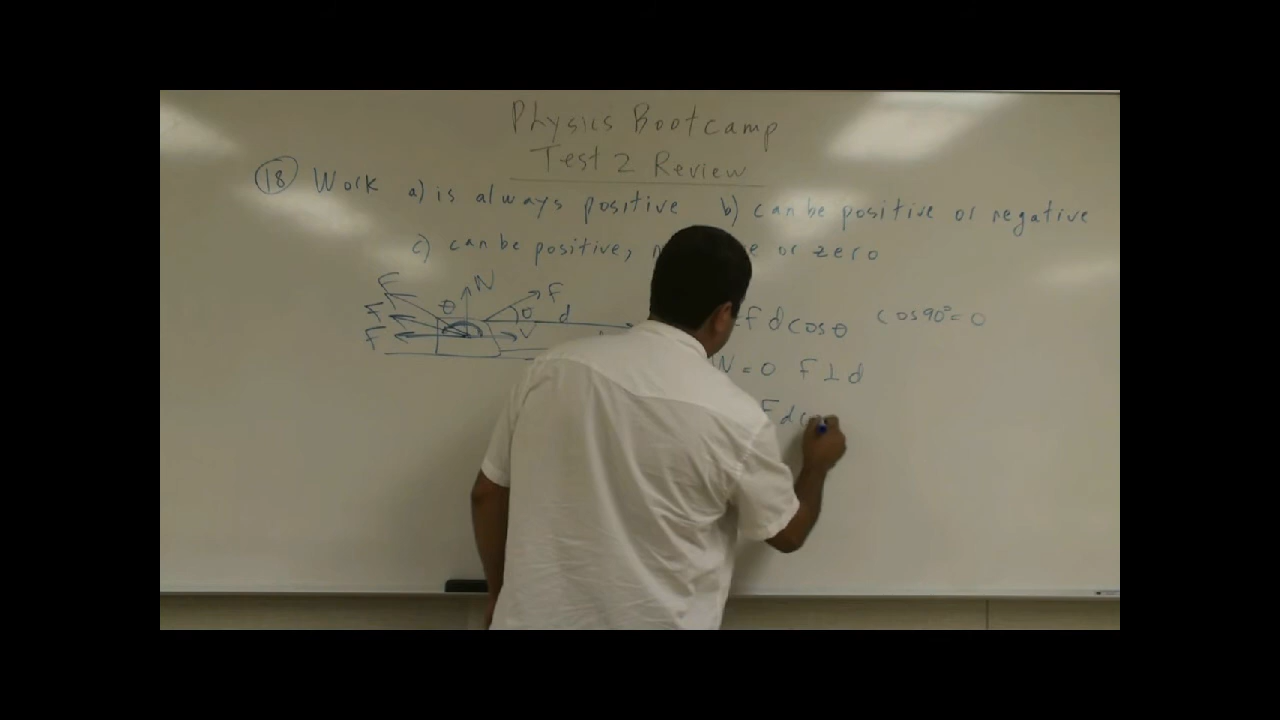 Physics Bootcamp
Test 2 Review
18 Work a) is always positive b) can be positive or negative
c) can be positive, or zero
F N F
θ θ d
F
F V
= F d cos θ cos 90° = 0
W = 0 F ⊥ d
F d c